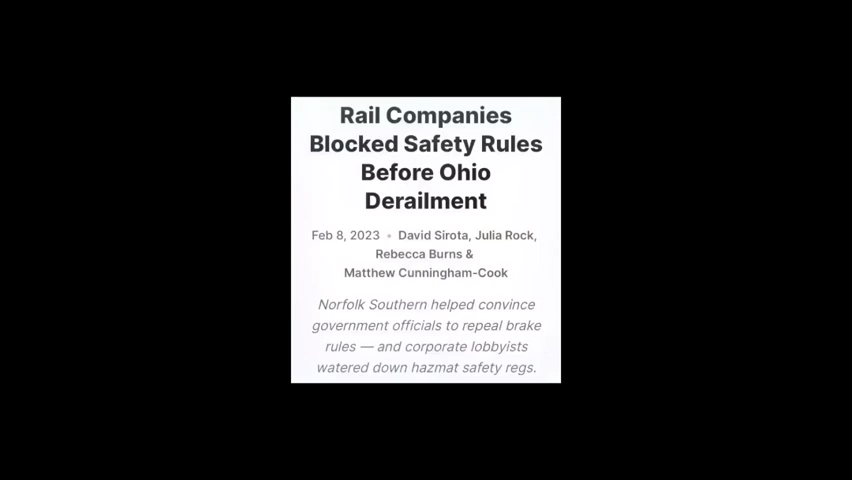 Rail Companies
Blocked Safety Rules
Before Ohio
Derailment
Feb 8, 2023 • David Sirota, Julia Rock,
Rebecca Burns &
Matthew Cunningham-Cook
Norfolk Southern helped convince
government officials to repeal brake
rules — and corporate lobbyists
watered down hazmat safety regs.